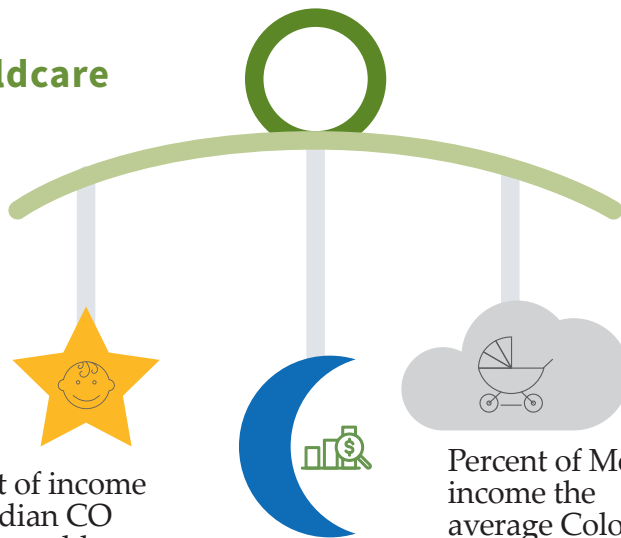 ldcare
t of income
dian CO
Percent of Me
income the
average Colo
$